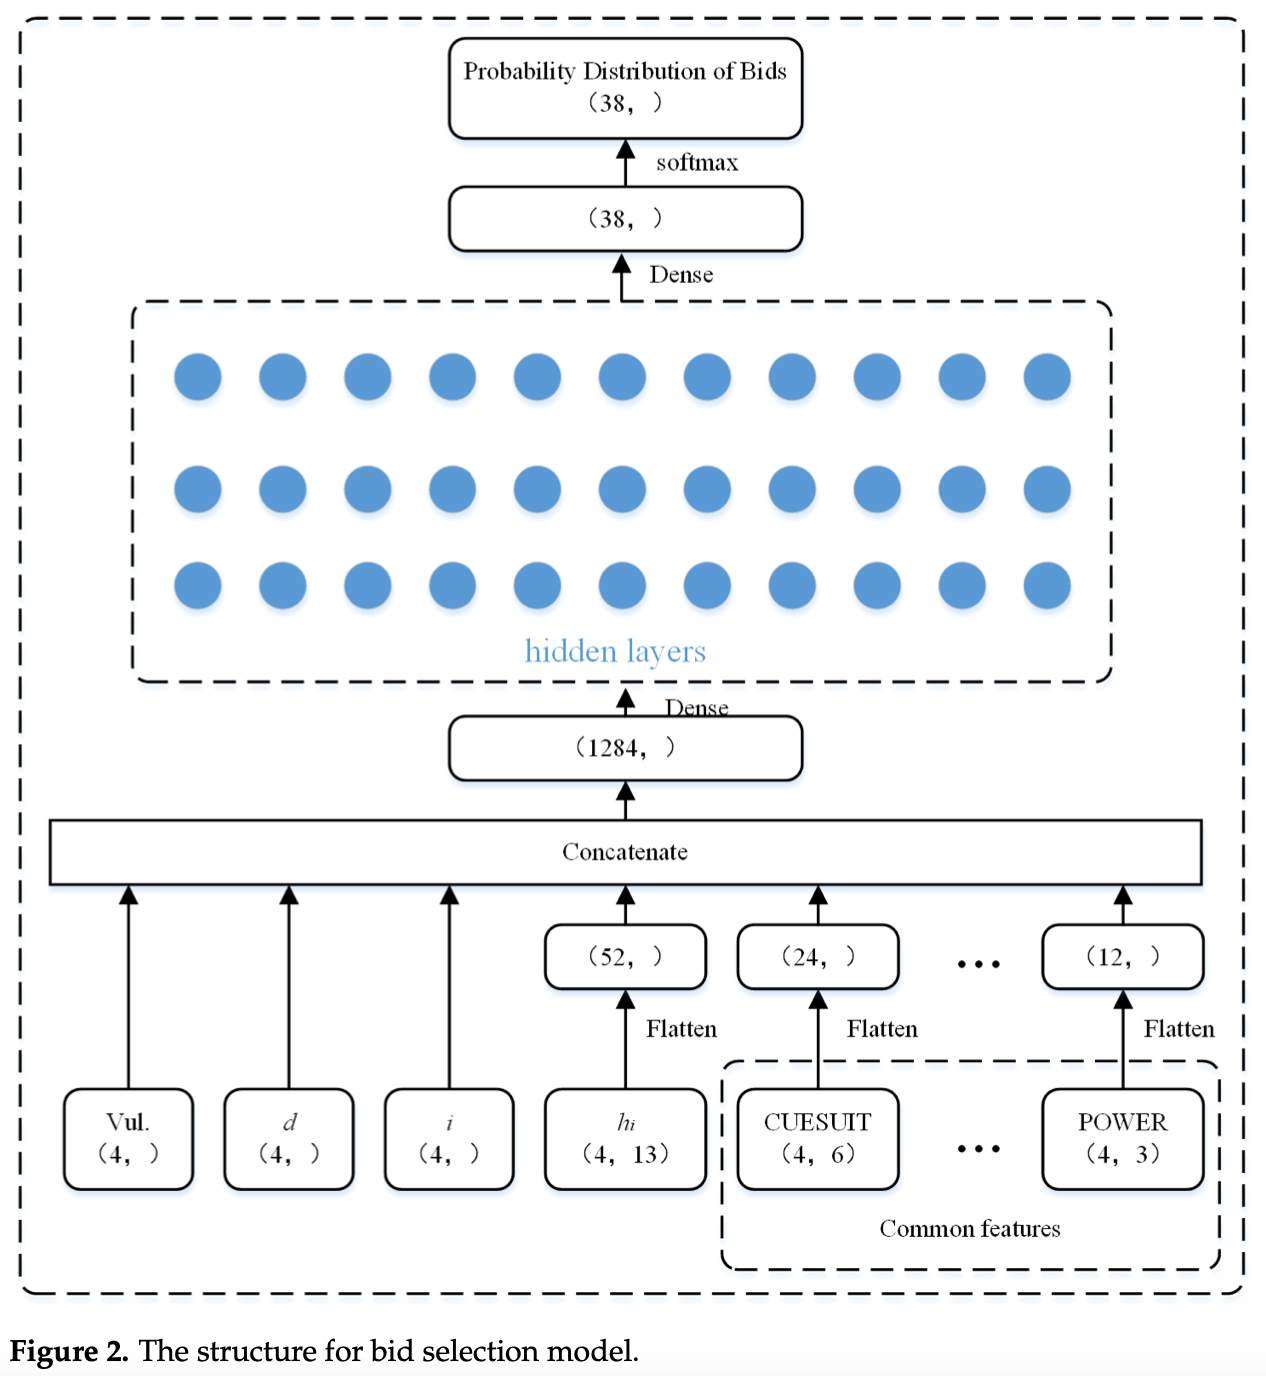 Probability Distribution of Bids
（38， ）
softmax
（38， ）
Dense
hidden layers
Dense
（1284， ）
Concatenate
（52， ）
（24， ）
...
（12， ）
Flatten
Flatten
Flatten
Vul.
（4， ）
d
（4， ）
i
（4， ）
hi
（4，13）
CUESUIT
（4，6）
...
POWER
（4，3）
Common features
Figure 2. The structure for bid selection model.